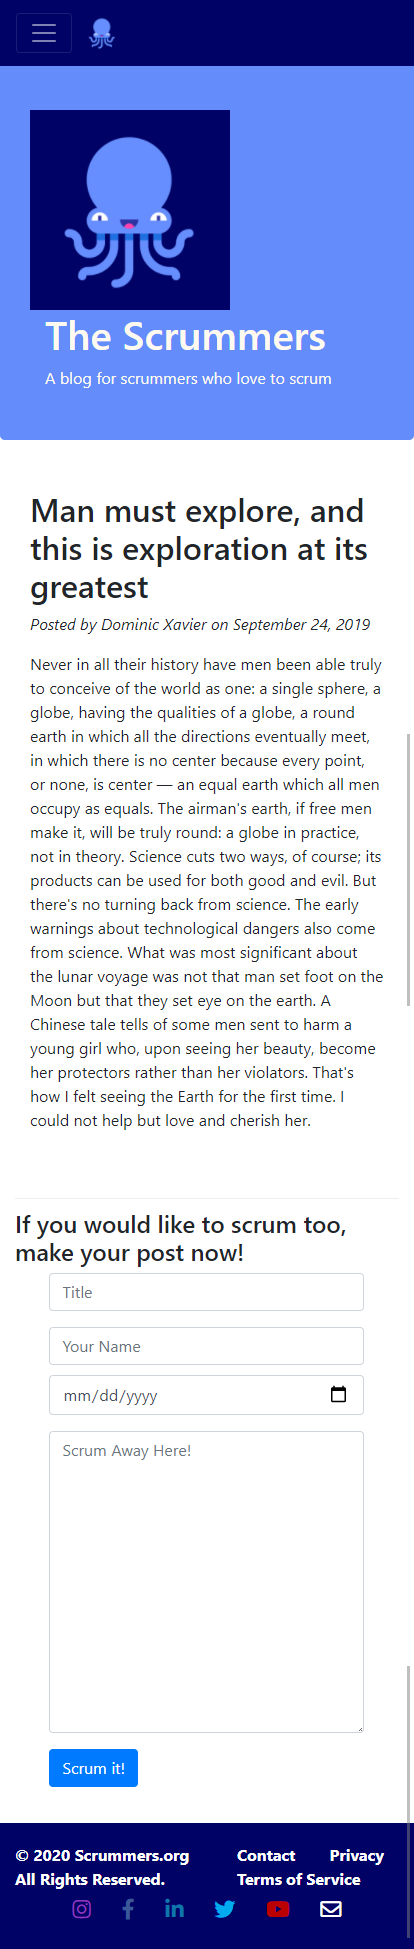 The Scrummers
A blog for scrummers who love to scrum
Man must explore, and
this is exploration at its
greatest
Posted by Dominic Xavier on September 24, 2019
Never in all their history have men been able truly
to conceive of the world as one: a single sphere, a
globe, having the qualities of a globe, a round
earth in which all the directions eventually meet,
in which there is no center because every point,
or none, is center — an equal earth which all men
occupy as equals. The airman's earth, if free men
make it, will be truly round: a globe in practice,
not in theory. Science cuts two ways, of course; its
products can be used for both good and evil. But
there's no turning back from science. The early
warnings about technological dangers also come
from science. What was most significant about
the lunar voyage was not that man set foot on the
Moon but that they set eye on the earth. A
Chinese tale tells of some men sent to harm a
young girl who, upon seeing her beauty, become
her protectors rather than her violators. That's
how I felt seeing the Earth for the first time. I
could not help but love and cherish her.
If you would like to scrum too,
make your post now!
Title
Your Name
mm/dd/yyyy
Scrum Away Here!
Scrum it!
© 2020 Scrummers.org
All Rights Reserved.
Contact Privacy
Terms of Service